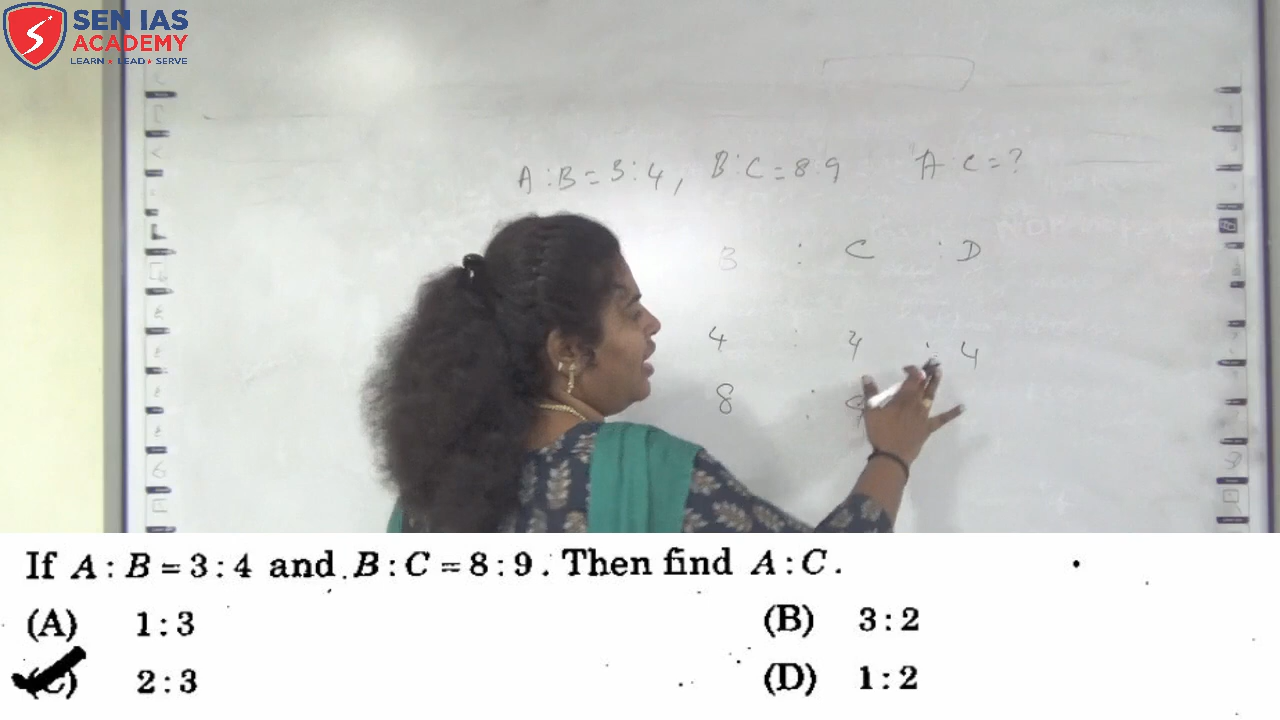 SEN IAS
ACADEMY
LEARN ★ LEAD ★ SERVE
A:B=3:4, B:C=8:9 A:C=?
B : C : D
4 : : 4
8 :
If A : B = 3 : 4 and B : C = 8 : 9. Then find A : C.
(A) 1 : 3
(B) 3 : 2
(C) 2 : 3
(D) 1 : 2